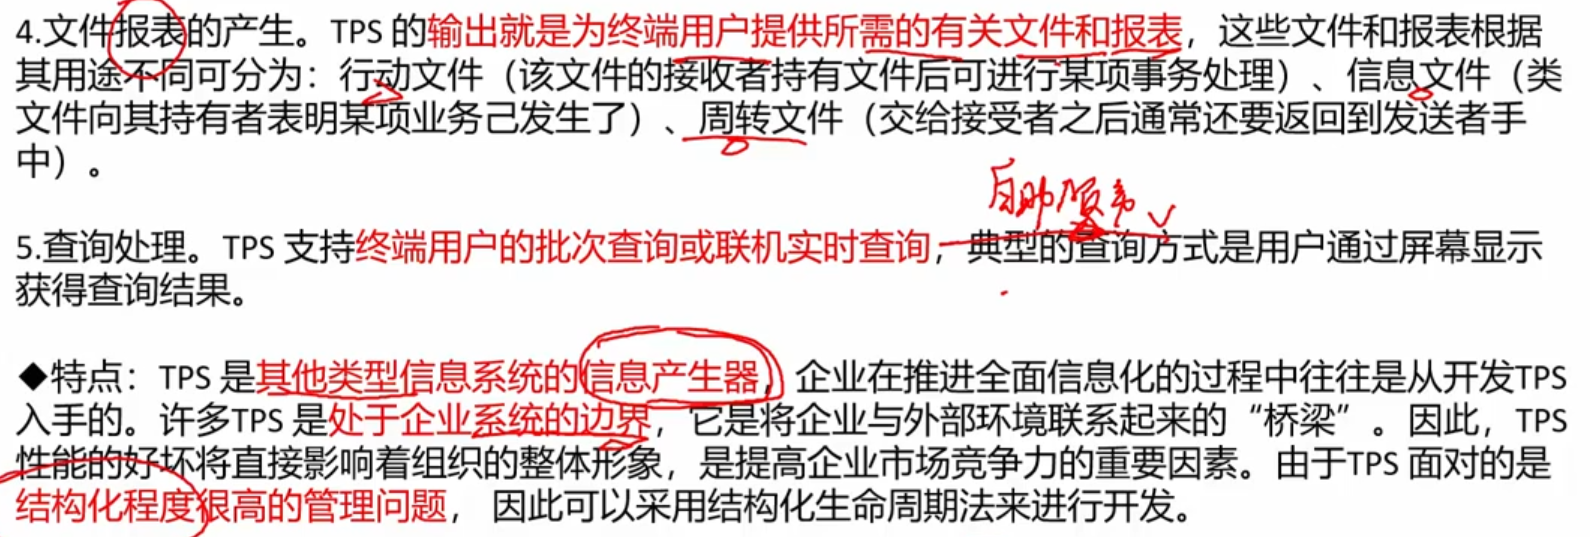 4.文件报表的产生。TPS 的输出就是为终端用户提供所需的有关文件和报表，这些文件和报表根据
其用途不同可分为：行动文件（该文件的接收者持有文件后可进行某项事务处理）、信息文件（类
文件向其持有者表明某项业务己发生了）、周转文件（交给接受者之后通常还要返回到发送者手
中）。
自助服务
5.查询处理。TPS 支持终端用户的批次查询或联机实时查询，典型的查询方式是用户通过屏幕显示
获得查询结果。
◆特点：TPS 是其他类型信息系统的信息产生器，企业在推进全面信息化的过程中往往是从开发TPS
入手的。许多TPS 是处于企业系统的边界，它是将企业与外部环境联系起来的“桥梁”。因此，TPS
性能的好坏将直接影响着组织的整体形象，是提高企业市场竞争力的重要因素。由于TPS 面对的是
结构化程度很高的管理问题， 因此可以采用结构化生命周期法来进行开发。